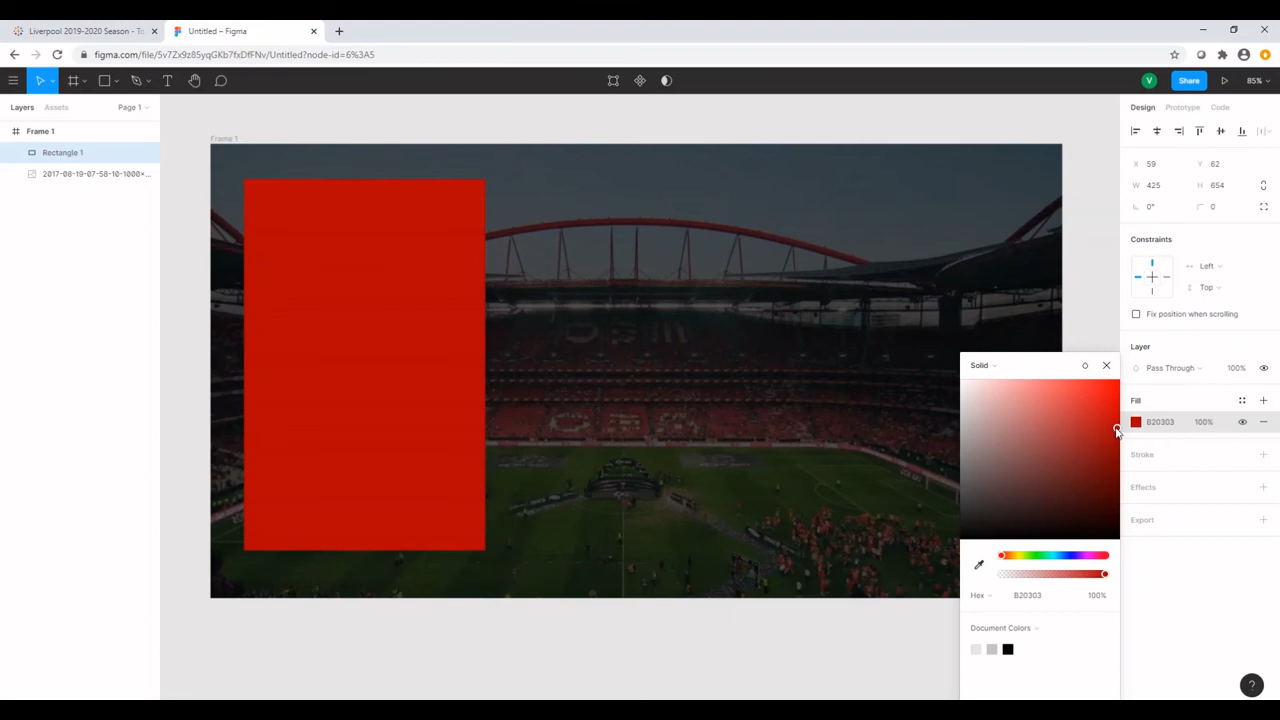 Liverpool 2019-2020 Season - To
Untitled – Figma
figma.com/file/5v7Zx9z85yqGKb7fxDfFNv/Untitled?node-id=6%3A5
V
Share
85%
Layers
Assets
Page 1
Design
Prototype
Code
Frame 1
Frame 1
Rectangle 1
2017-08-19-07-58-10-1000×...
X 59
Y 62
W 425
H 654
0°
0
Constraints
Left
Top
Fix position when scrolling
Layer
Pass Through
100%
Solid
Fill
B20303
100%
Stroke
Effects
Export
Hex
B20303
100%
Document Colors
?